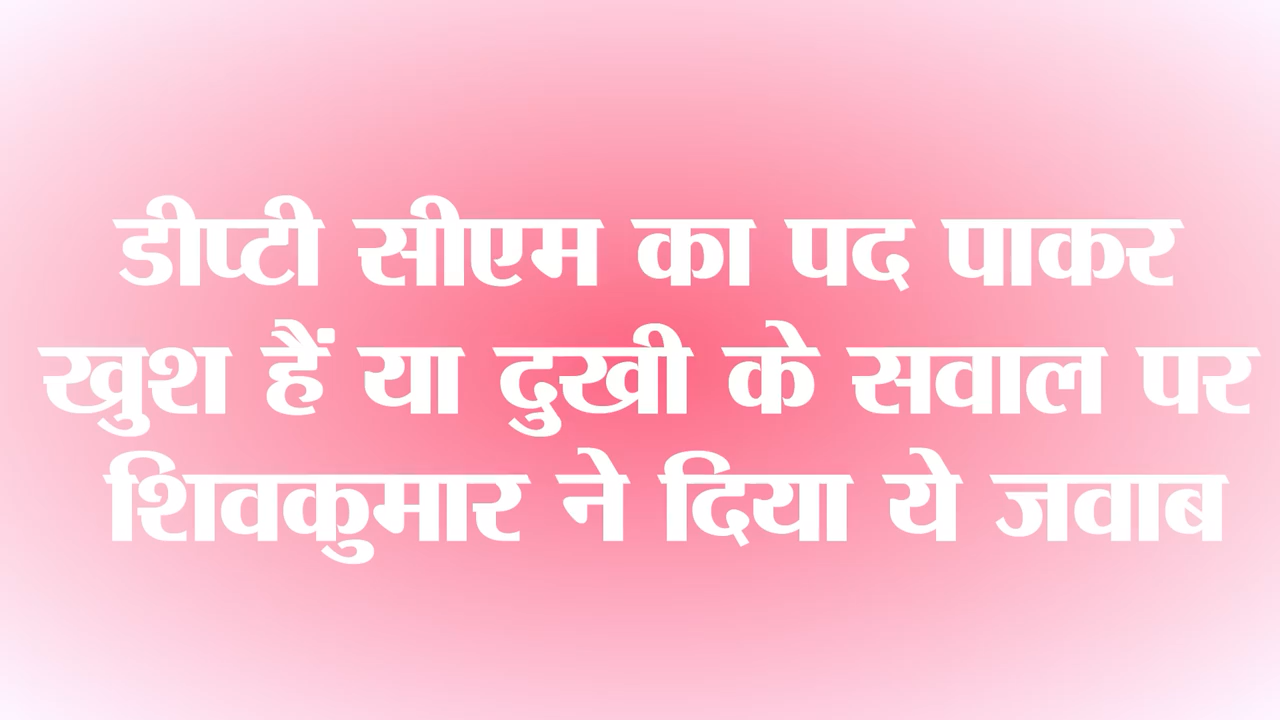 डीप्टी सीएम का पद पाकर
खुश हैं या दुखी के सवाल पर
शिवकुमार ने दिया ये जवाब